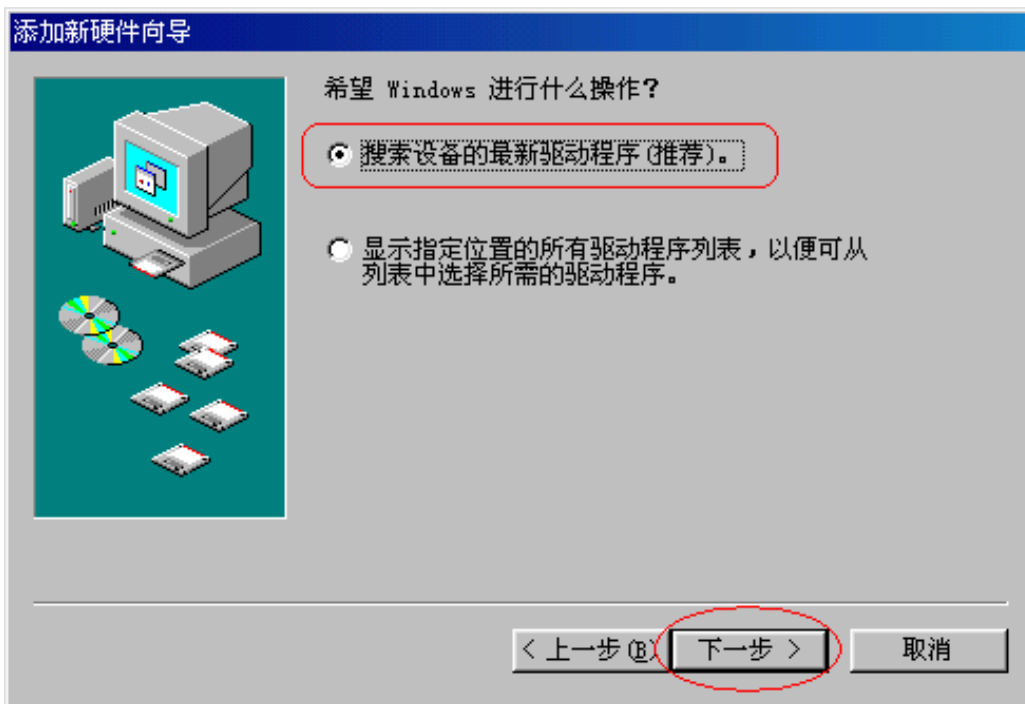 添加新硬件向导
希望 Windows 进行什么操作?
搜索设备的最新驱动程序(推荐)。
显示指定位置的所有驱动程序列表,以便可从
列表中选择所需的驱动程序。
< 上一步(B) 下一步 > 取消